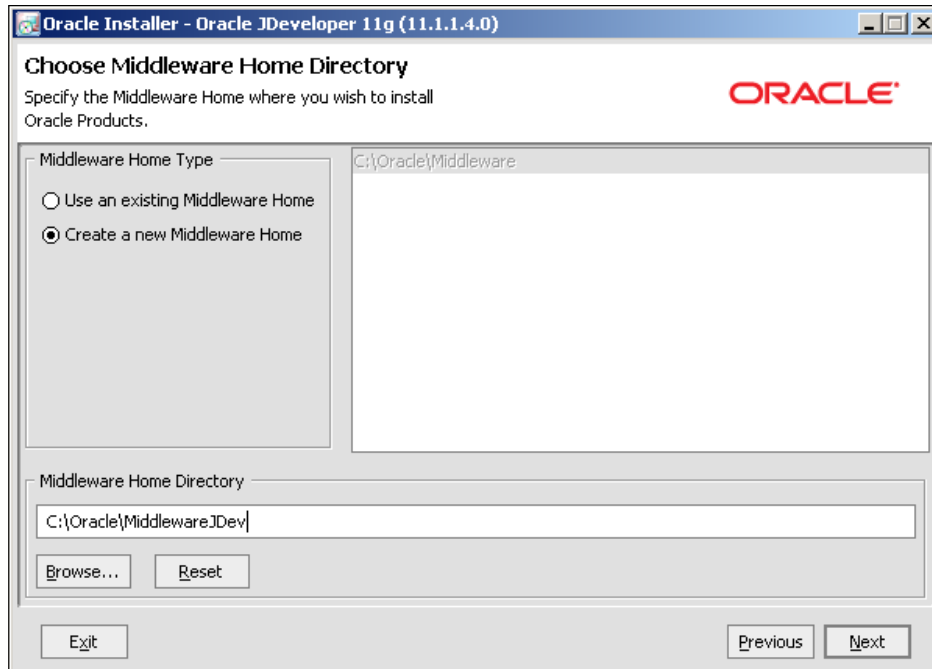 Oracle Installer - Oracle JDeveloper 11g (11.1.1.4.0)
Choose Middleware Home Directory
Specify the Middleware Home where you wish to install
Oracle Products.
ORACLE
Middleware Home Type
C:\Oracle\Middleware
Use an existing Middleware Home
Create a new Middleware Home
Middleware Home Directory
C:\Oracle\MiddlewareJDev
Browse...
Reset
Exit
Previous
Next